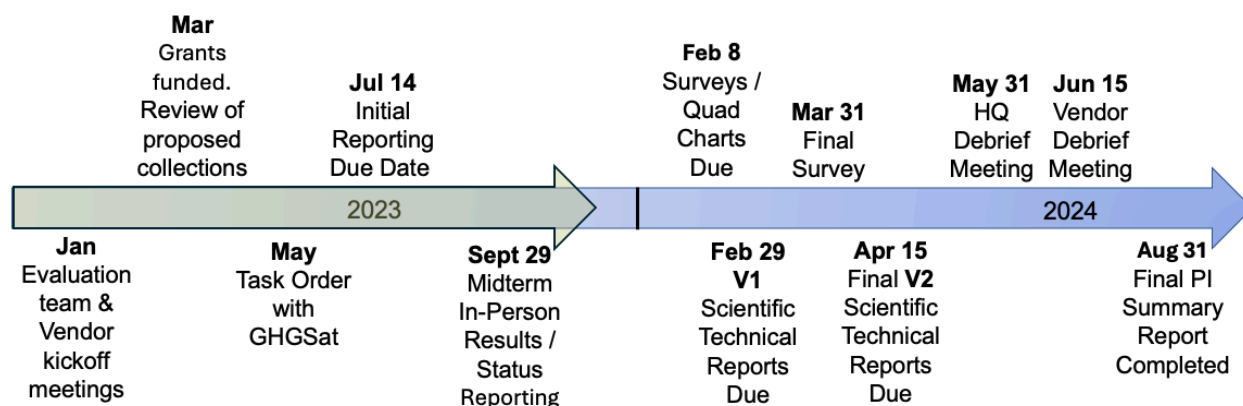 Mar
Grants
funded.
Review of
proposed
collections
Jul 14
Initial
Reporting
Due Date
Feb 8
Surveys /
Quad
Charts
Due
Mar 31
Final
Survey
May 31
HQ
Debrief
Meeting
Jun 15
Vendor
Debrief
Meeting
2023
2024
Jan
Evaluation
team &
Vendor
kickoff
meetings
May
Task Order
with
GHGSat
Sept 29
Midterm
In-Person
Results /
Status
Reporting
Feb 29
V1
Scientific
Technical
Reports
Due
Apr 15
Final V2
Scientific
Technical
Reports
Due
Aug 31
Final PI
Summary
Report
Completed